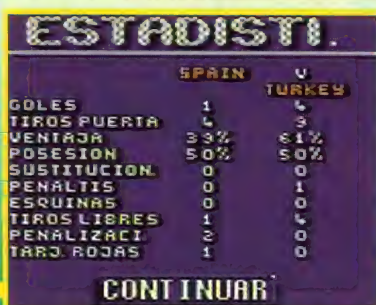 ESTADISTI.
SPAIN V
TURKEY
GOLES 1 4
TIROS PUERTA 4 9
VENTAJA 39% 61%
POSESION 50% 50%
SUSTITUCION. 0 0
PENALTIS 0 1
ESQUINAS 0 0
TIROS LIBRES 1 4
PENALIZACI. 2 0
TARJ. ROJAS 1 0
CONTINUAR